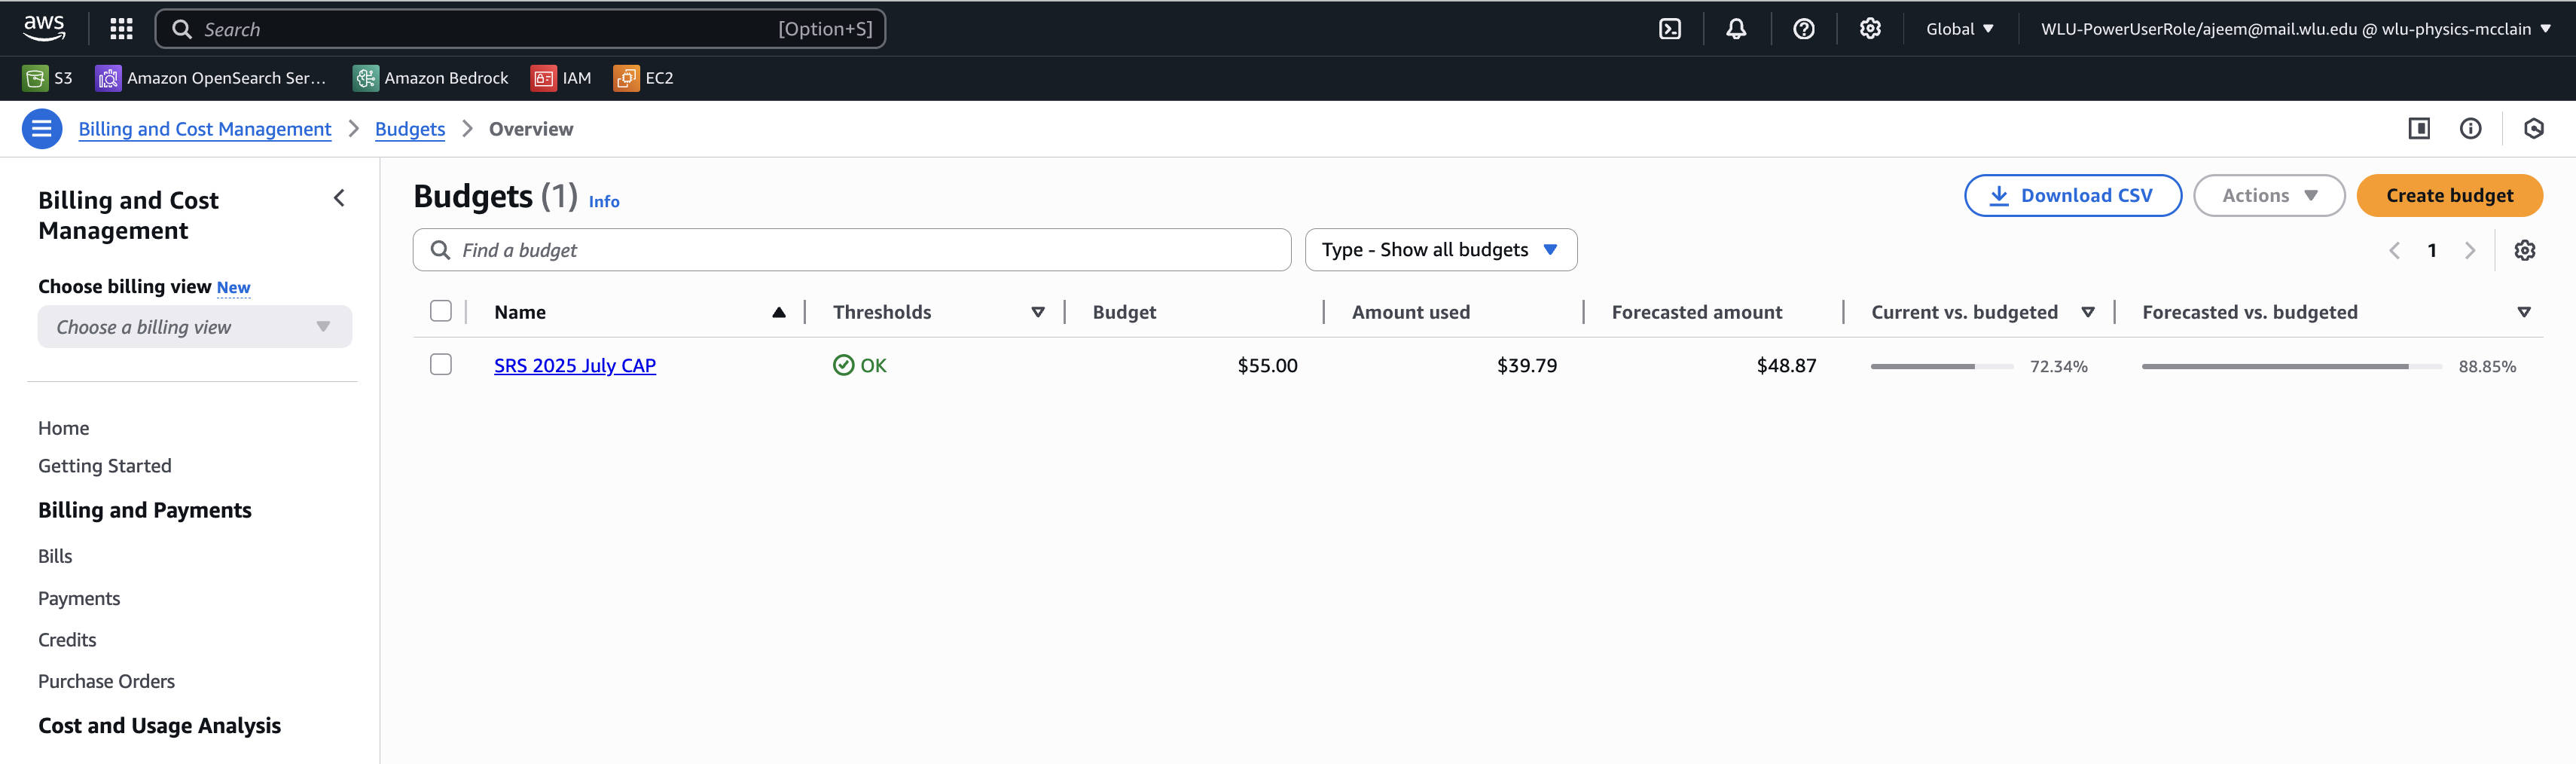 aws
Search [Option+S]
Global
WLU-PowerUserRole/ajeem@mail.wlu.edu @ wlu-physics-mcclain
S3
Amazon OpenSearch Ser…
Amazon Bedrock
IAM
EC2
Billing and Cost Management
Budgets
Overview
Billing and Cost
Management
Choose billing view New
Choose a billing view
Home
Getting Started
Billing and Payments
Bills
Payments
Credits
Purchase Orders
Cost and Usage Analysis
Budgets (1) Info
Download CSV
Actions
Create budget
Find a budget
Type - Show all budgets
1
Name Thresholds Budget Amount used Forecasted amount Current vs. budgeted Forecasted vs. budgeted
SRS 2025 July CAP OK $55.00 $39.79 $48.87 72.34% 88.85%